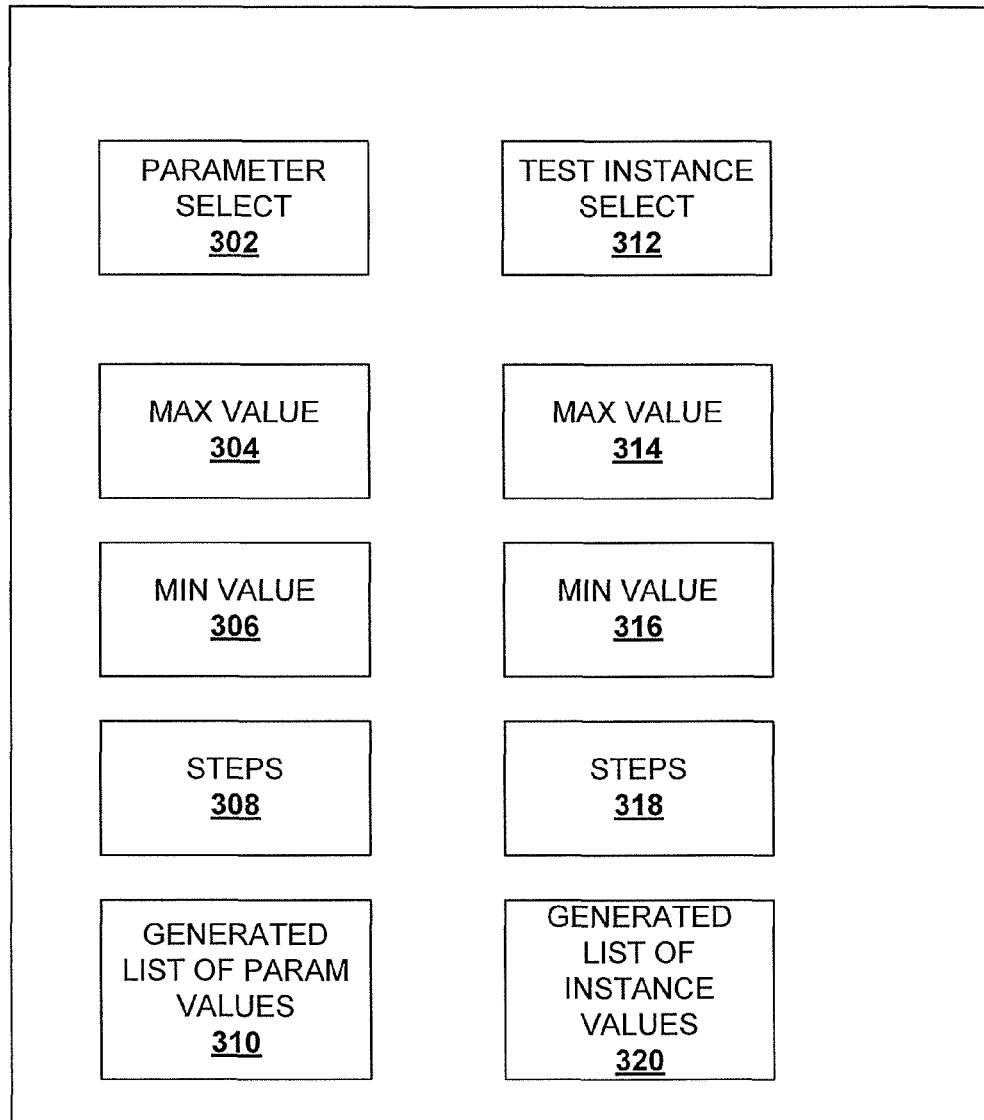 PARAMETER
SELECT
302
TEST INSTANCE
SELECT
312
MAX VALUE
304
MAX VALUE
314
MIN VALUE
306
MIN VALUE
316
STEPS
308
STEPS
318
GENERATED
LIST OF PARAM
VALUES
310
GENERATED
LIST OF
INSTANCE
VALUES
320